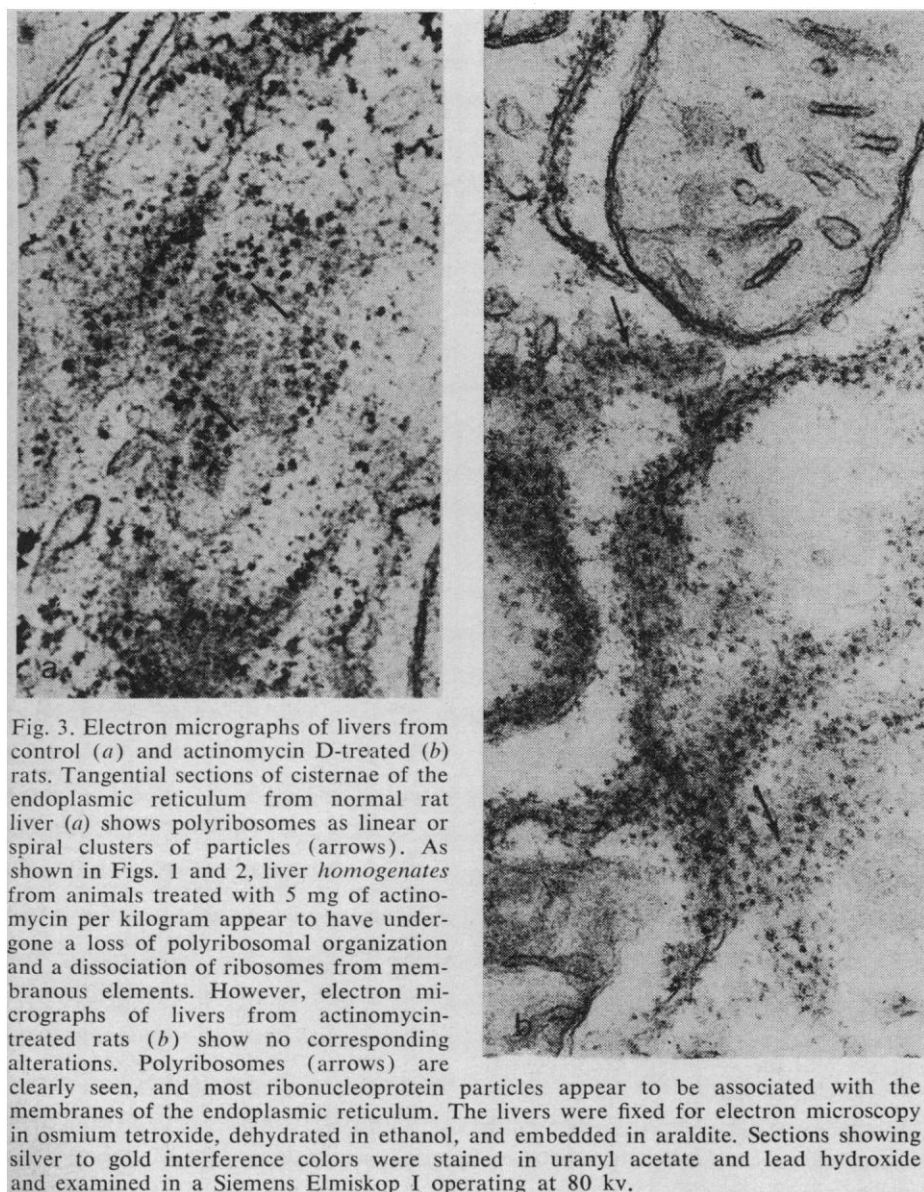 a
b
Fig. 3. Electron micrographs of livers from
control (a) and actinomycin D-treated (b)
rats. Tangential sections of cisternae of the
endoplasmic reticulum from normal rat
liver (a) shows polyribosomes as linear or
spiral clusters of particles (arrows). As
shown in Figs. 1 and 2, liver homogenates
from animals treated with 5 mg of actino-
mycin per kilogram appear to have under-
gone a loss of polyribosomal organization
and a dissociation of ribosomes from mem-
branous elements. However, electron mi-
crographs of livers from actinomycin-
treated rats (b) show no corresponding
alterations. Polyribosomes (arrows) are
clearly seen, and most ribonucleoprotein particles appear to be associated with the
membranes of the endoplasmic reticulum. The livers were fixed for electron microscopy
in osmium tetroxide, dehydrated in ethanol, and embedded in araldite. Sections showing
silver to gold interference colors were stained in uranyl acetate and lead hydroxide
and examined in a Siemens Elmiskop I operating at 80 kv.